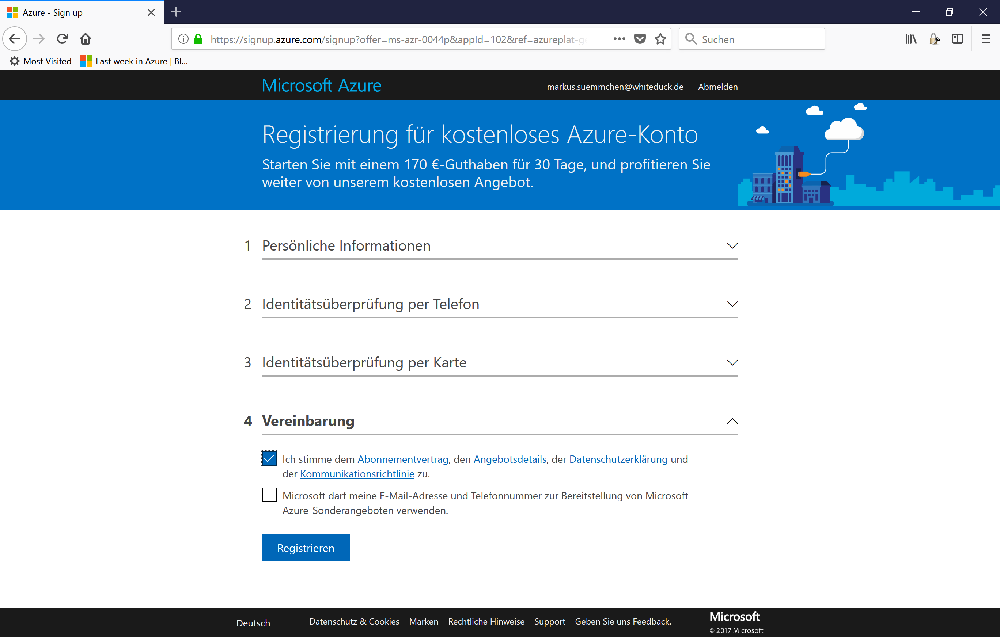 Azure - Sign up
https://signup.azure.com/signup?offer=ms-azr-0044p&appId=102&ref=azureplat-ge
Suchen
Most Visited
Last week in Azure | Bl...
Microsoft Azure
markus.suemmchen@whiteduck.de
Abmelden
Registrierung für kostenloses Azure-Konto
Starten Sie mit einem 170 €-Guthaben für 30 Tage, und profitieren Sie
weiter von unserem kostenlosen Angebot.
1 Persönliche Informationen
2 Identitätsüberprüfung per Telefon
3 Identitätsüberprüfung per Karte
4 Vereinbarung
Ich stimme dem Abonnementvertrag, den Angebotsdetails, der Datenschutzerklärung und
der Kommunikationsrichtlinie zu.
Microsoft darf meine E-Mail-Adresse und Telefonnummer zur Bereitstellung von Microsoft
Azure-Sonderangeboten verwenden.
Registrieren
Deutsch
Datenschutz & Cookies
Marken
Rechtliche Hinweise
Support
Geben Sie uns Feedback.
Microsoft
© 2017 Microsoft